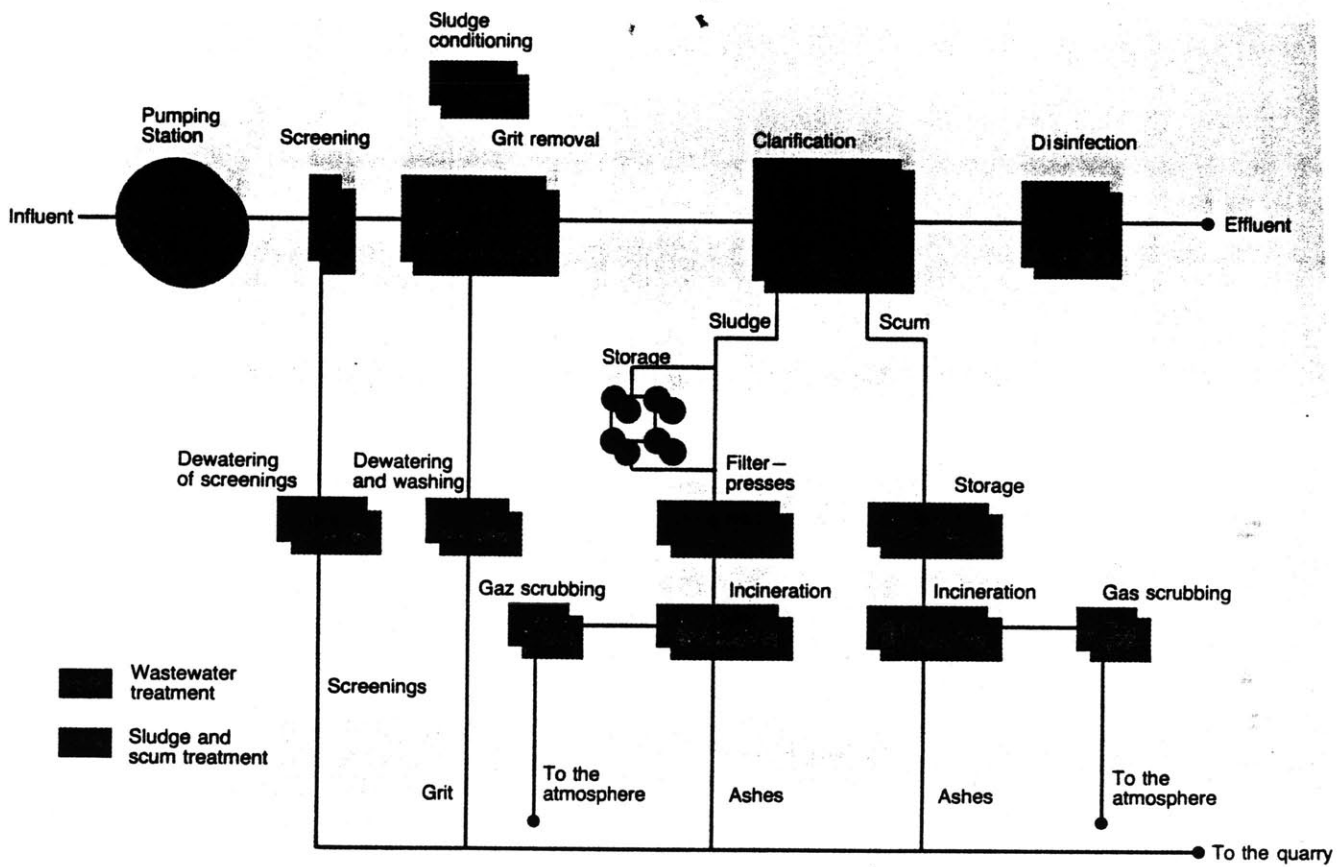 Sludge
conditioning
Pumping
Station
Screening
Grit removal
Clarification
Disinfection
Influent
Effluent
Sludge
Scum
Storage
Dewatering
of screenings
Dewatering
and washing
Filter–
presses
Storage
Gaz scrubbing
Incineration
Incineration
Gas scrubbing
Wastewater
treatment
Screenings
Sludge and
scum treatment
Grit
To the
atmosphere
Ashes
Ashes
To the
atmosphere
To the quarry